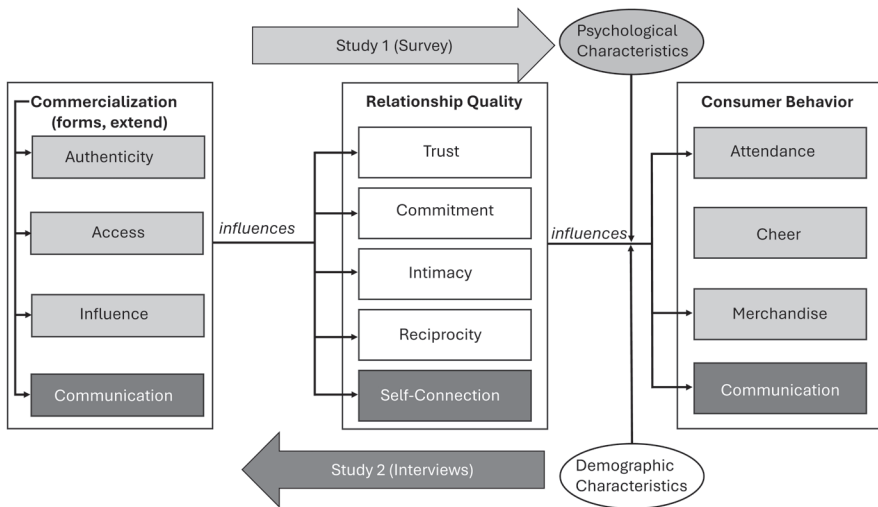 Study 1 (Survey)
Psychological
Characteristics
Commercialization
(forms, extend)
Authenticity
Access
Influence
Communication
influences
Relationship Quality
Trust
Commitment
Intimacy
Reciprocity
Self-Connection
influences
Consumer Behavior
Attendance
Cheer
Merchandise
Communication
Study 2 (Interviews)
Demographic
Characteristics